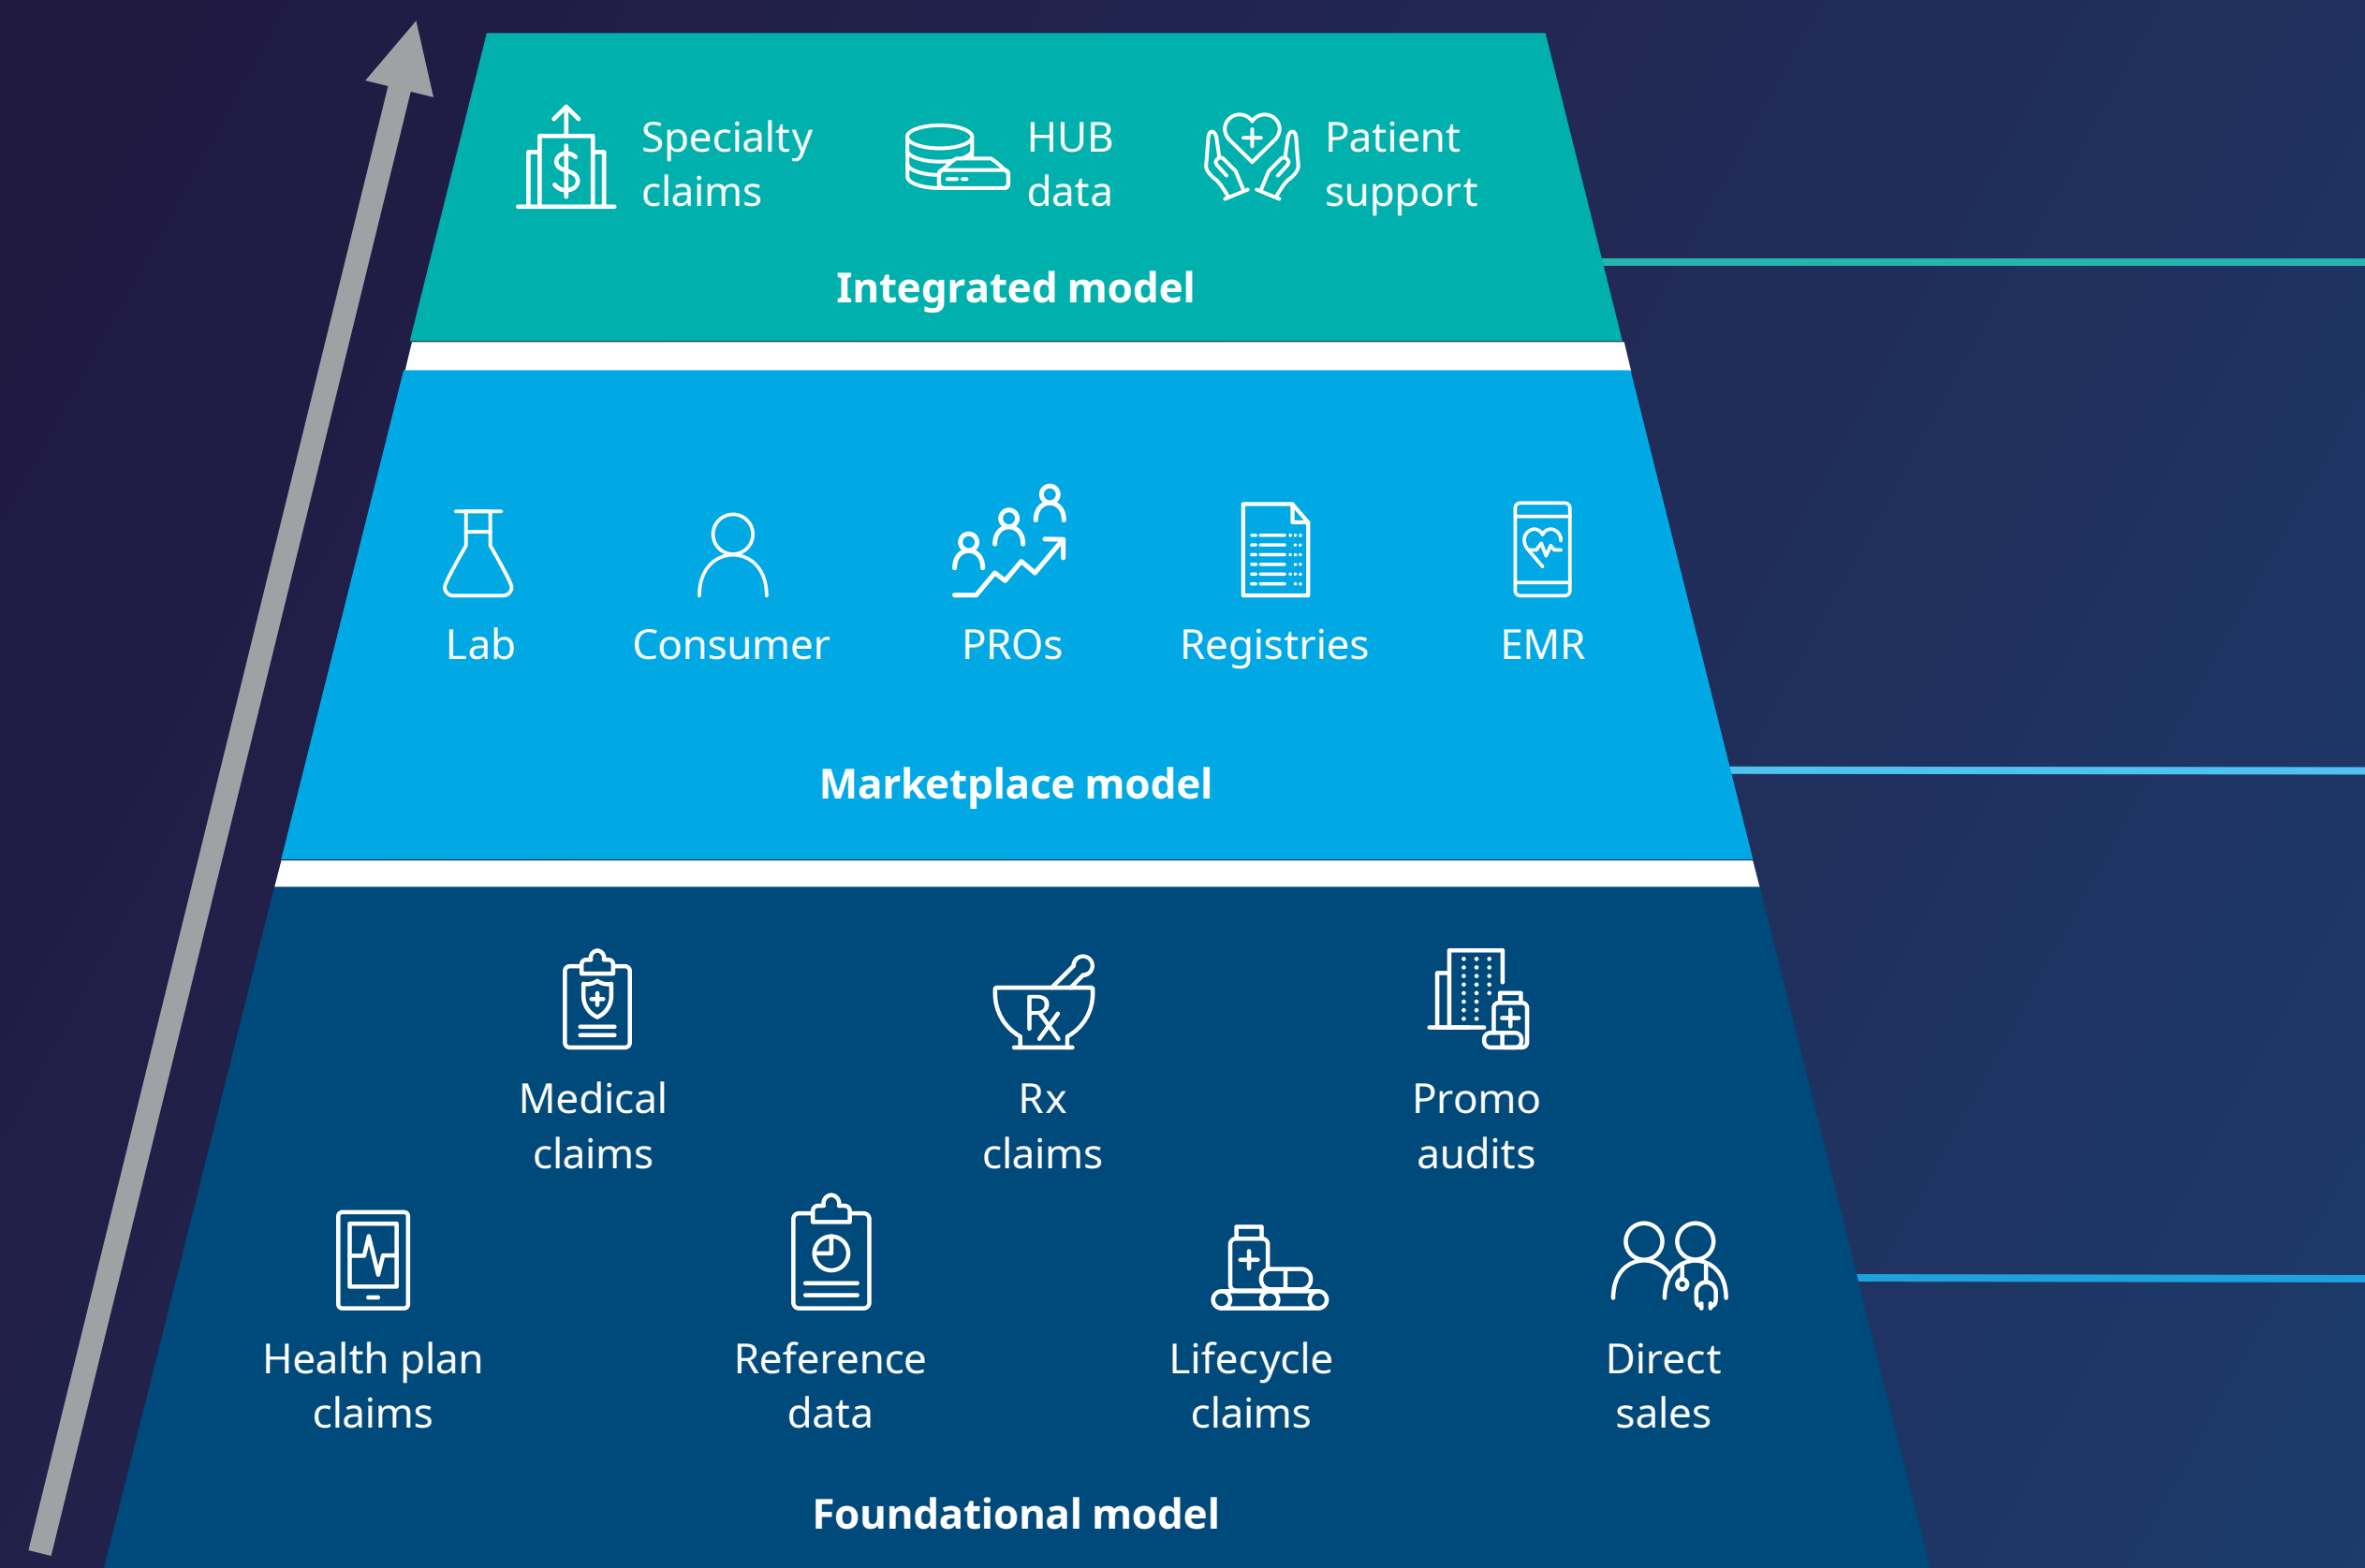 Specialty
claims
HUB
data
Patient
support
Integrated model
Lab
Consumer
PROs
Registries
EMR
Marketplace model
Medical
claims
Rx
Rx
claims
Promo
audits
Health plan
claims
Reference
data
Lifecycle
claims
Direct
sales
Foundational model